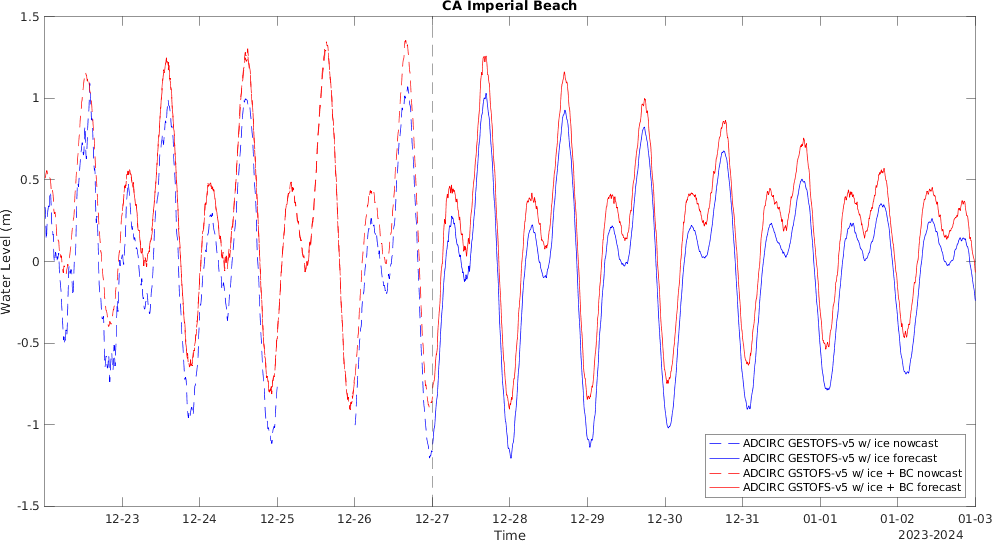 CA Imperial Beach
1.5
1
0.5
0
-0.5
-1
-1.5
Water Level (m)
12-23 12-24 12-25 12-26 12-27 12-28 12-29 12-30 12-31 01-01 01-02 01-03
Time
2023-2024
ADCIRC GESTOFS-v5 w/ ice nowcast
ADCIRC GESTOFS-v5 w/ ice forecast
ADCIRC GSTOFS-v5 w/ ice + BC nowcast
ADCIRC GSTOFS-v5 w/ ice + BC forecast